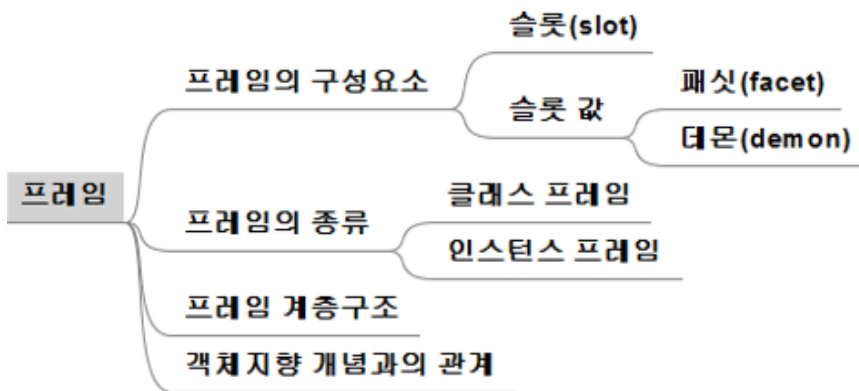 프레임
프레임의 구성요소
슬롯(slot)
슬롯 값
패싯(facet)
데몬(demon)
프레임의 종류
클래스 프레임
인스턴스 프레임
프레임 계층구조
객체지향 개념과의 관계